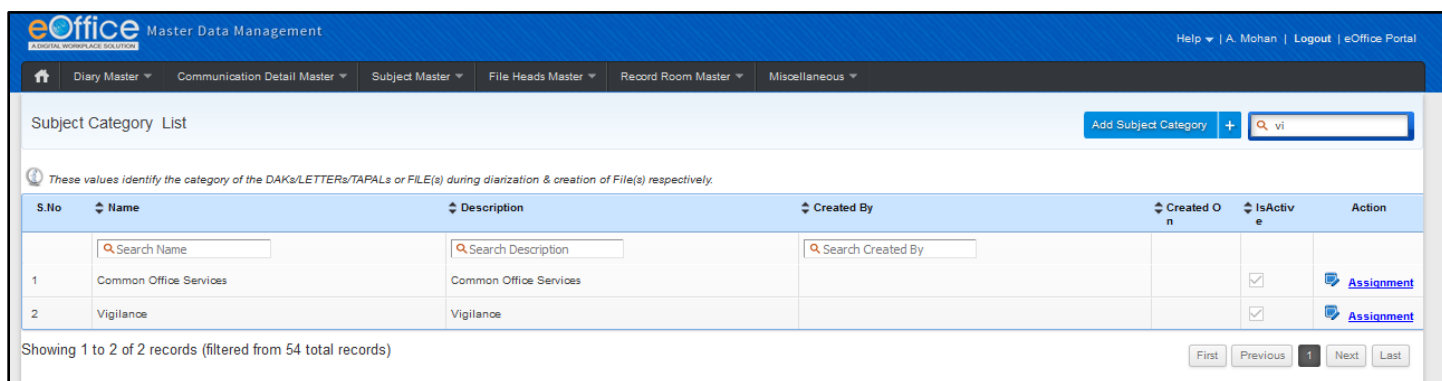 eOffice Master Data Management
A DIGITAL WORKPLACE SOLUTION
Help | A. Mohan | Logout | eOffice Portal
Diary Master Communication Detail Master Subject Master File Heads Master Record Room Master Miscellaneous
Subject Category List Add Subject Category + vi
These values identify the category of the DAKs/LETTERs/TAPALs or FILE(s) during diarization & creation of File(s) respectively.
S.No Name Description Created By Created O IsActiv Action
n e
Search Name Search Description Search Created By
1 Common Office Services Common Office Services Assignment
2 Vigilance Vigilance Assignment
Showing 1 to 2 of 2 records (filtered from 54 total records) First Previous 1 Next Last